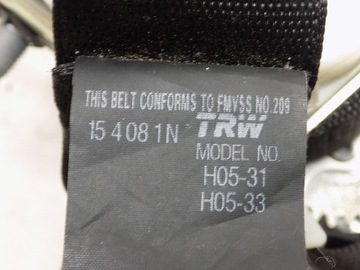 THIS BELT CONFORMS TO FMVSS NO.209
15 4 08 1 N TRW
MODEL NO.
H05-31
H05-33